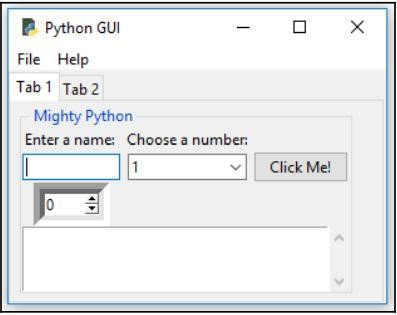 Python GUI
File Help
Tab 1 Tab 2
Mighty Python
Enter a name: Choose a number:
1 Click Me!
0